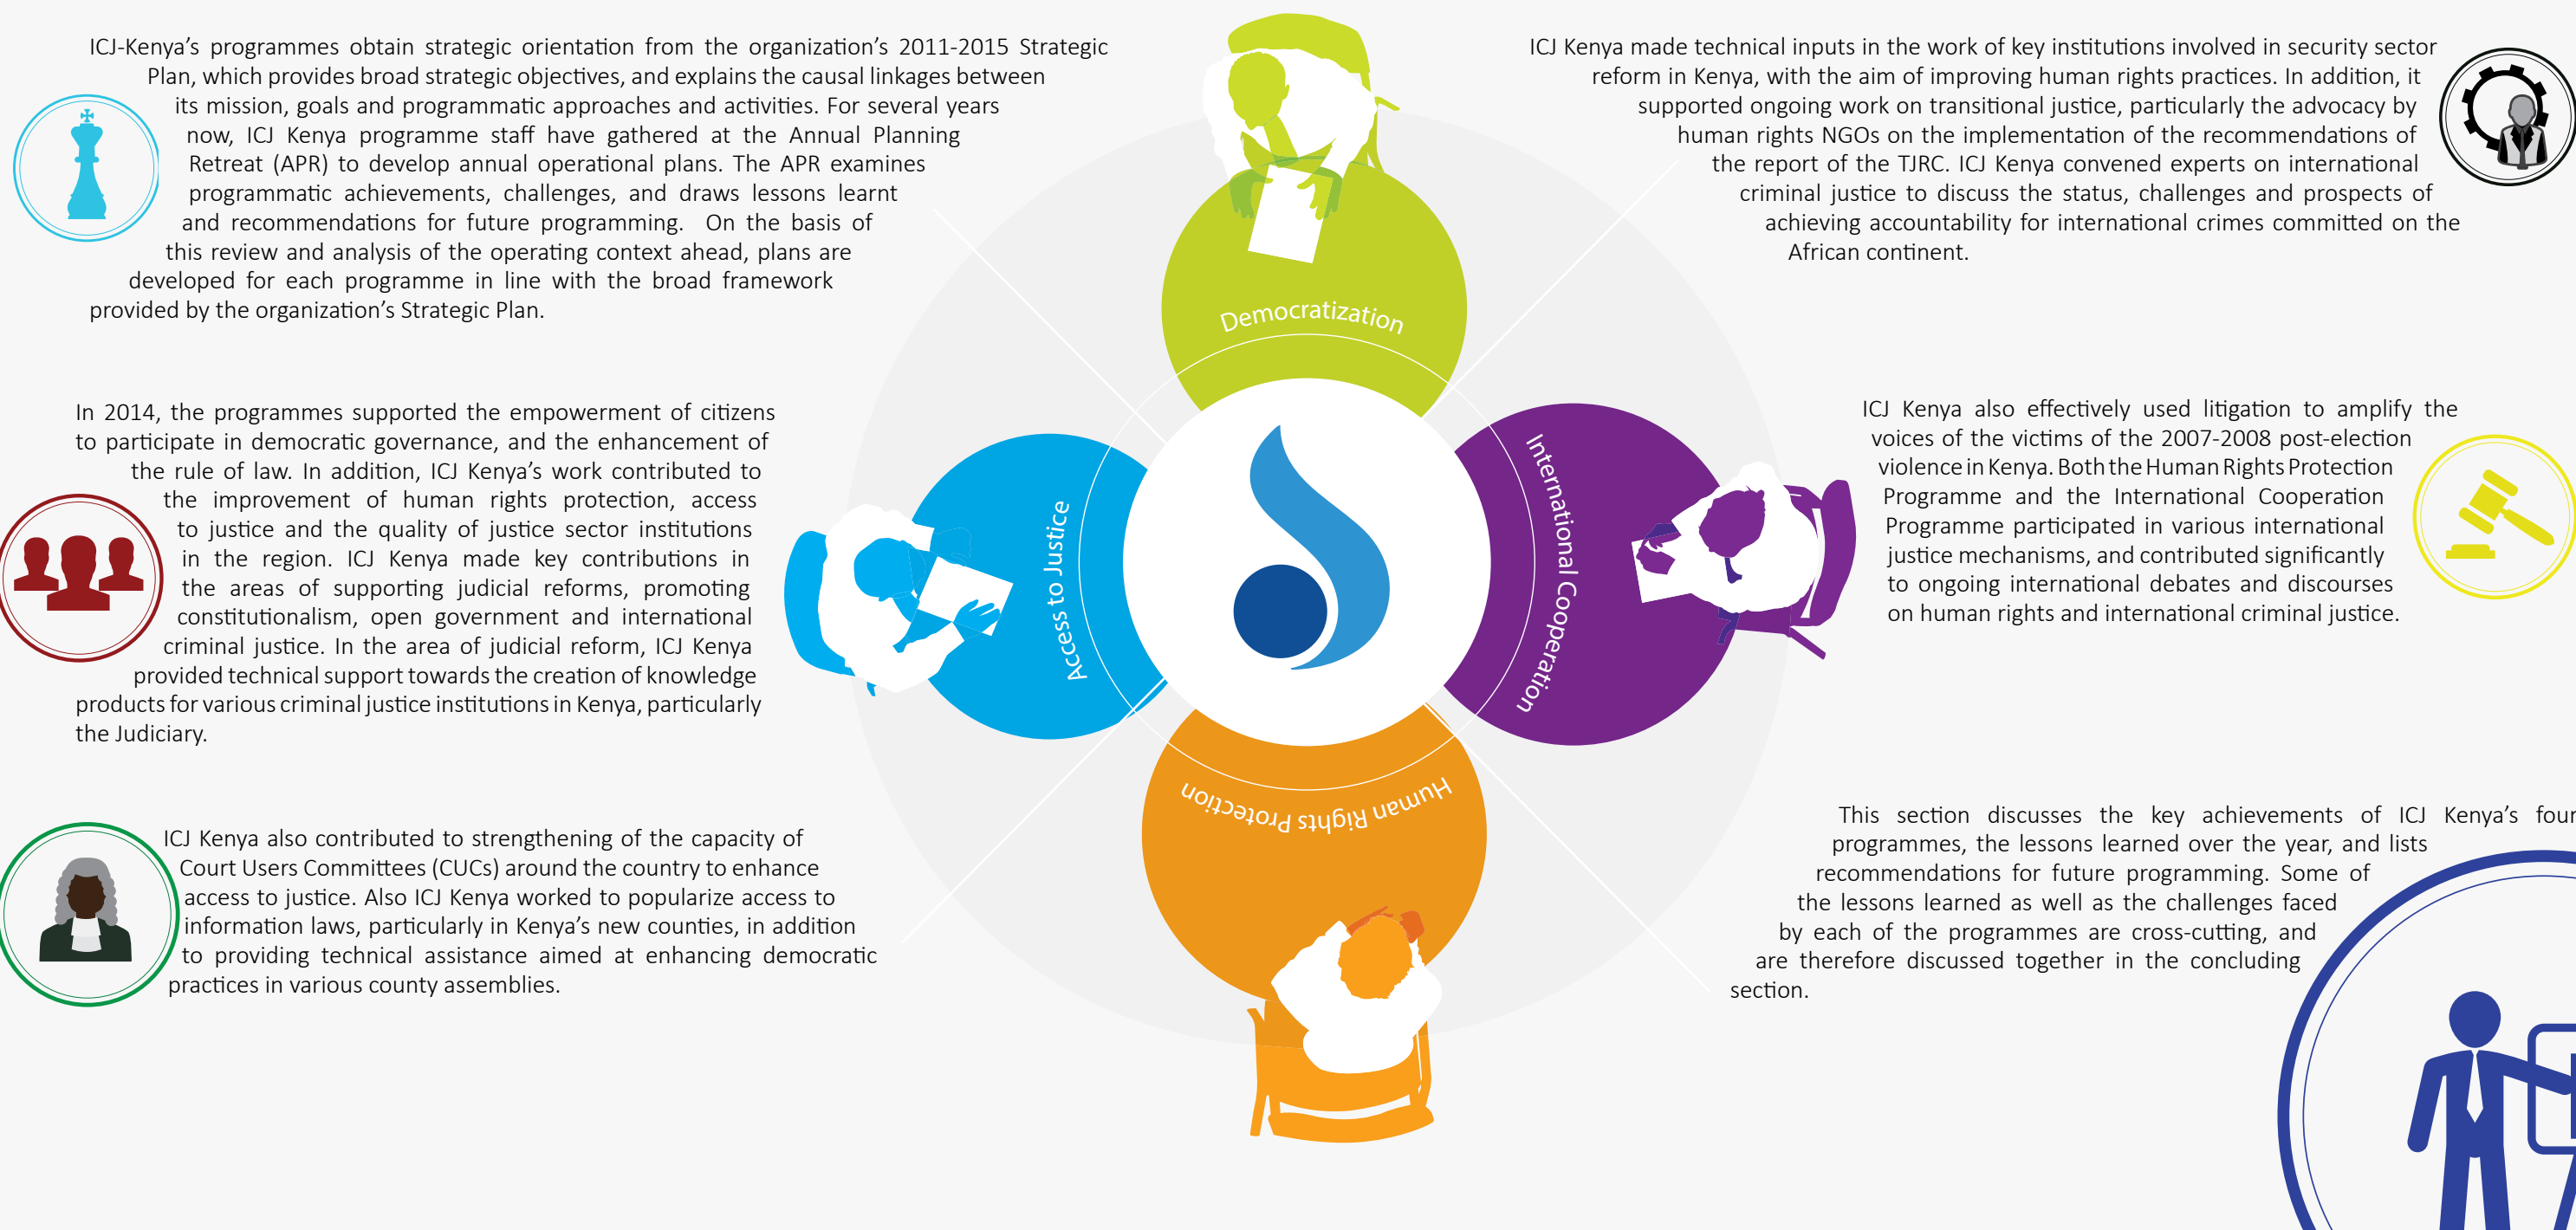 ICJ-Kenya’s programmes obtain strategic orientation from the organization’s 2011-2015 Strategic
Plan, which provides broad strategic objectives, and explains the causal linkages between
its mission, goals and programmatic approaches and activities. For several years
now, ICJ Kenya programme staff have gathered at the Annual Planning
Retreat (APR) to develop annual operational plans. The APR examines
programmatic achievements, challenges, and draws lessons learnt
and recommendations for future programming. On the basis of
this review and analysis of the operating context ahead, plans are
developed for each programme in line with the broad framework
provided by the organization’s Strategic Plan.
In 2014, the programmes supported the empowerment of citizens
to participate in democratic governance, and the enhancement of
the rule of law. In addition, ICJ Kenya’s work contributed to
the improvement of human rights protection, access
to justice and the quality of justice sector institutions
in the region. ICJ Kenya made key contributions in
the areas of supporting judicial reforms, promoting
constitutionalism, open government and international
criminal justice. In the area of judicial reform, ICJ Kenya
provided technical support towards the creation of knowledge
products for various criminal justice institutions in Kenya, particularly
the Judiciary.
ICJ Kenya also contributed to strengthening of the capacity of
Court Users Committees (CUCs) around the country to enhance
access to justice. Also ICJ Kenya worked to popularize access to
information laws, particularly in Kenya’s new counties, in addition
to providing technical assistance aimed at enhancing democratic
practices in various county assemblies.
Democratization
Access to Justice
International Cooperation
Human Rights Protection
ICJ Kenya made technical inputs in the work of key institutions involved in security sector
reform in Kenya, with the aim of improving human rights practices. In addition, it
supported ongoing work on transitional justice, particularly the advocacy by
human rights NGOs on the implementation of the recommendations of
the report of the TJRC. ICJ Kenya convened experts on international
criminal justice to discuss the status, challenges and prospects of
achieving accountability for international crimes committed on the
African continent.
ICJ Kenya also effectively used litigation to amplify the
voices of the victims of the 2007-2008 post-election
violence in Kenya. Both the Human Rights Protection
Programme and the International Cooperation
Programme participated in various international
justice mechanisms, and contributed significantly
to ongoing international debates and discourses
on human rights and international criminal justice.
This section discusses the key achievements of ICJ Kenya’s four
programmes, the lessons learned over the year, and lists
recommendations for future programming. Some of
the lessons learned as well as the challenges faced
by each of the programmes are cross-cutting, and
are therefore discussed together in the concluding
section.